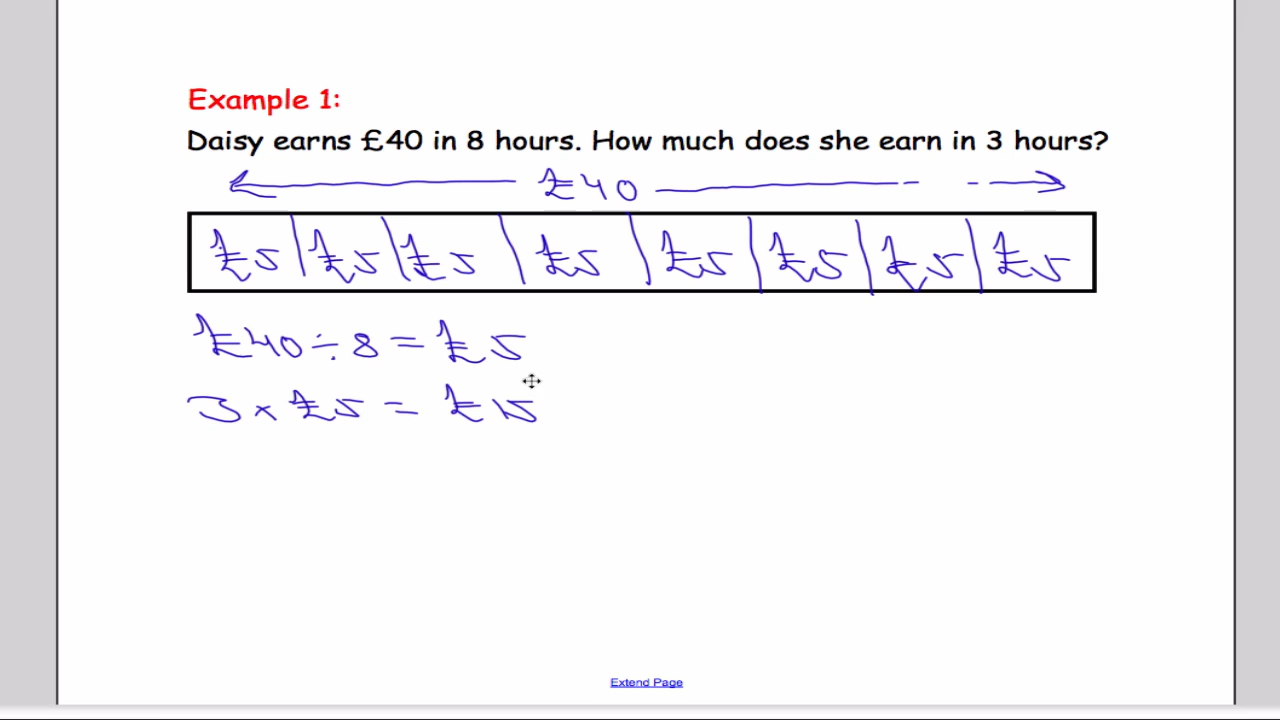 Example 1:
Daisy earns £40 in 8 hours. How much does she earn in 3 hours?
£40
£5 £5 £5 £5 £5 £5 £5 £5
£40 ÷ 8 = £5
3 × £5 = £15
Extend Page